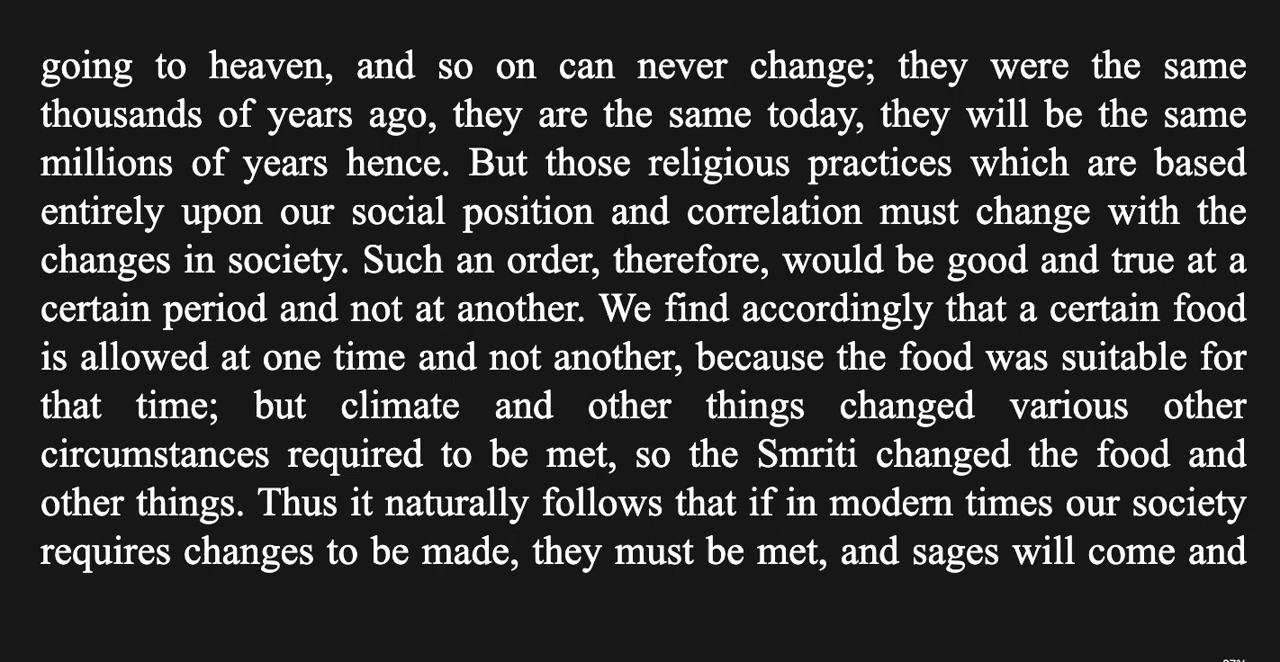 going to heaven, and so on can never change; they were the same
thousands of years ago, they are the same today, they will be the same
millions of years hence. But those religious practices which are based
entirely upon our social position and correlation must change with the
changes in society. Such an order, therefore, would be good and true at a
certain period and not at another. We find accordingly that a certain food
is allowed at one time and not another, because the food was suitable for
that time; but climate and other things changed various other
circumstances required to be met, so the Smriti changed the food and
other things. Thus it naturally follows that if in modern times our society
requires changes to be made, they must be met, and sages will come and